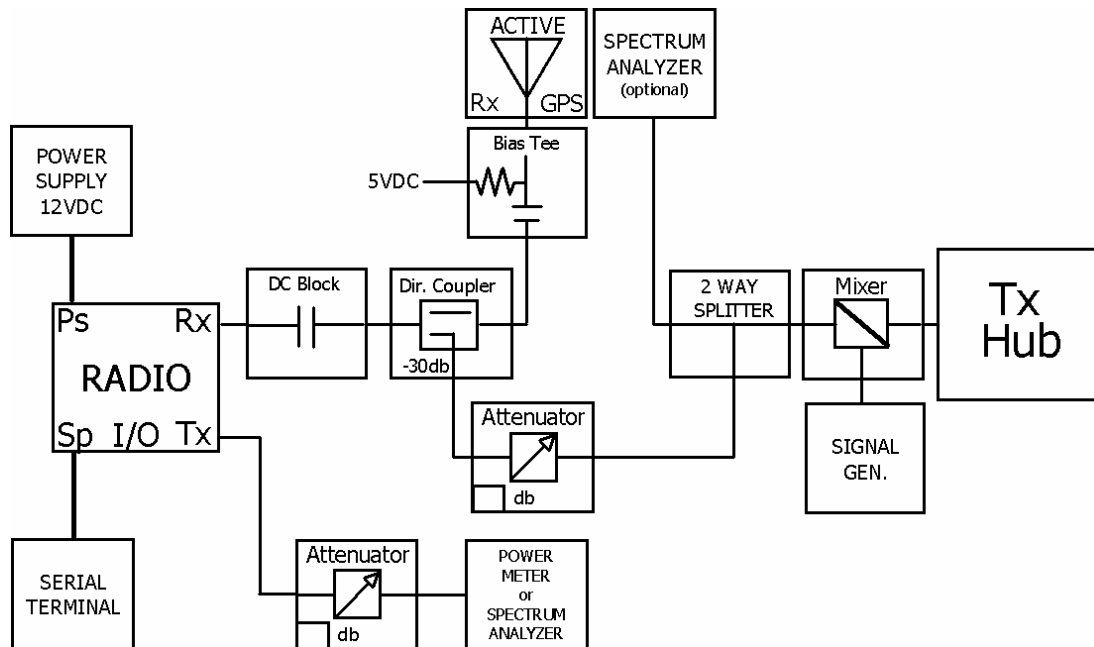 ACTIVE
Rx GPS
SPECTRUM
ANALYZER
(optional)
POWER
SUPPLY
12VDC
Bias Tee
5VDC
DC Block
Dir. Coupler
-30db
2 WAY
SPLITTER
Mixer
Tx
Hub
Ps Rx
RADIO
Sp I/O Tx
Attenuator
db
SIGNAL
GEN.
SERIAL
TERMINAL
Attenuator
db
POWER
METER
or
SPECTRUM
ANALYZER